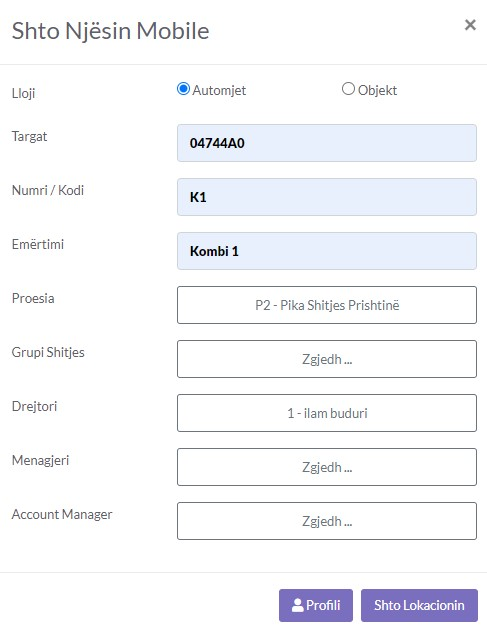 Shto Njësin Mobile
×
Lloji
Automjet
Objekt
Targat
04744A0
Numri / Kodi
K1
Emërtimi
Kombi 1
Proesia
P2 - Pika Shitjes Prishtinë
Grupi Shitjes
Zgjedh ...
Drejtori
1 - ilam buduri
Menagjeri
Zgjedh ...
Account Manager
Zgjedh ...
Profili
Shto Lokacionin